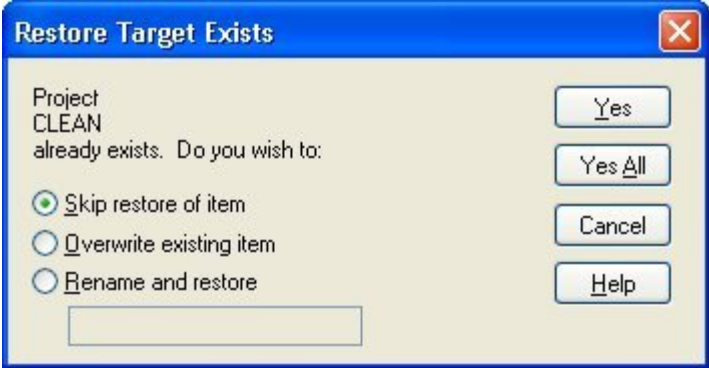 Restore Target Exists
Project
CLEAN
already exists. Do you wish to:
Skip restore of item
Overwrite existing item
Rename and restore
Yes
Yes All
Cancel
Help